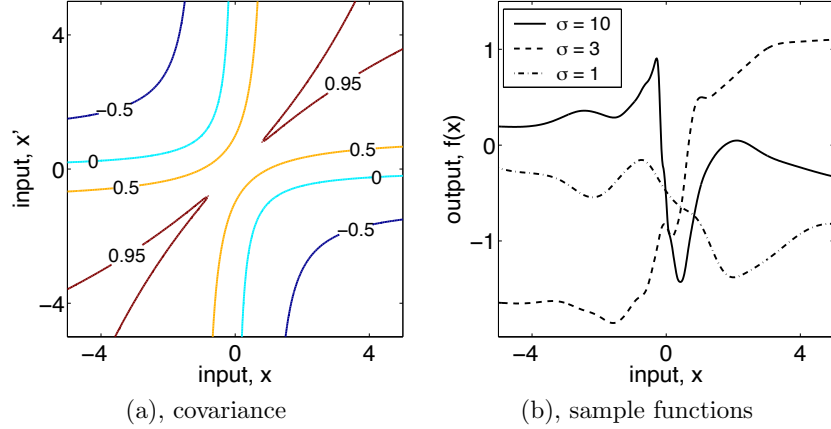 4
0
−4
input, x'
−0.5
0
0.5
0.95
0.5
0
−0.5
0.95
−4
0
4
input, x
(a), covariance
1
0
−1
output, f(x)
σ = 10
σ = 3
σ = 1
−4
0
4
input, x
(b), sample functions